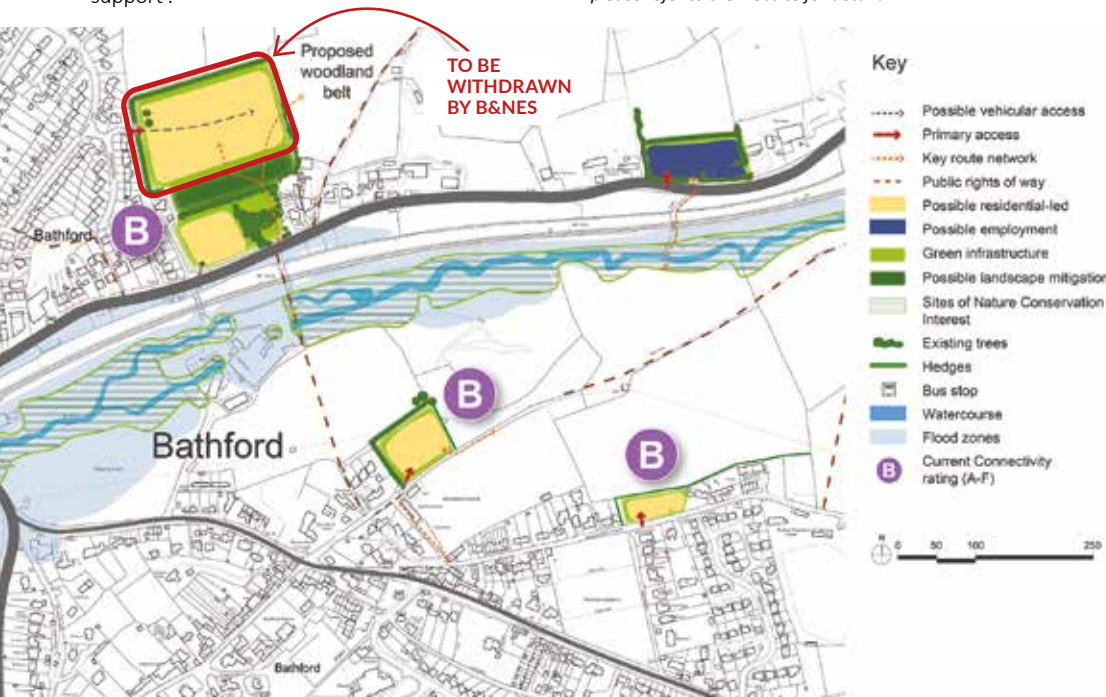 support?
Proposed
woodland
belt
TO BE
WITHDRAWN
BY B&NES
Bathford
B
B
Bathford
B
Bathford
Key
Possible vehicular access
Primary access
Key route network
Public rights of way
Possible residential-led
Possible employment
Green infrastructure
Possible landscape mitigation
Sites of Nature Conservation
Interest
Existing trees
Hedges
Bus stop
Watercourse
Flood zones
B
Current Connectivity
rating (A-F)
N
0 50 100 250